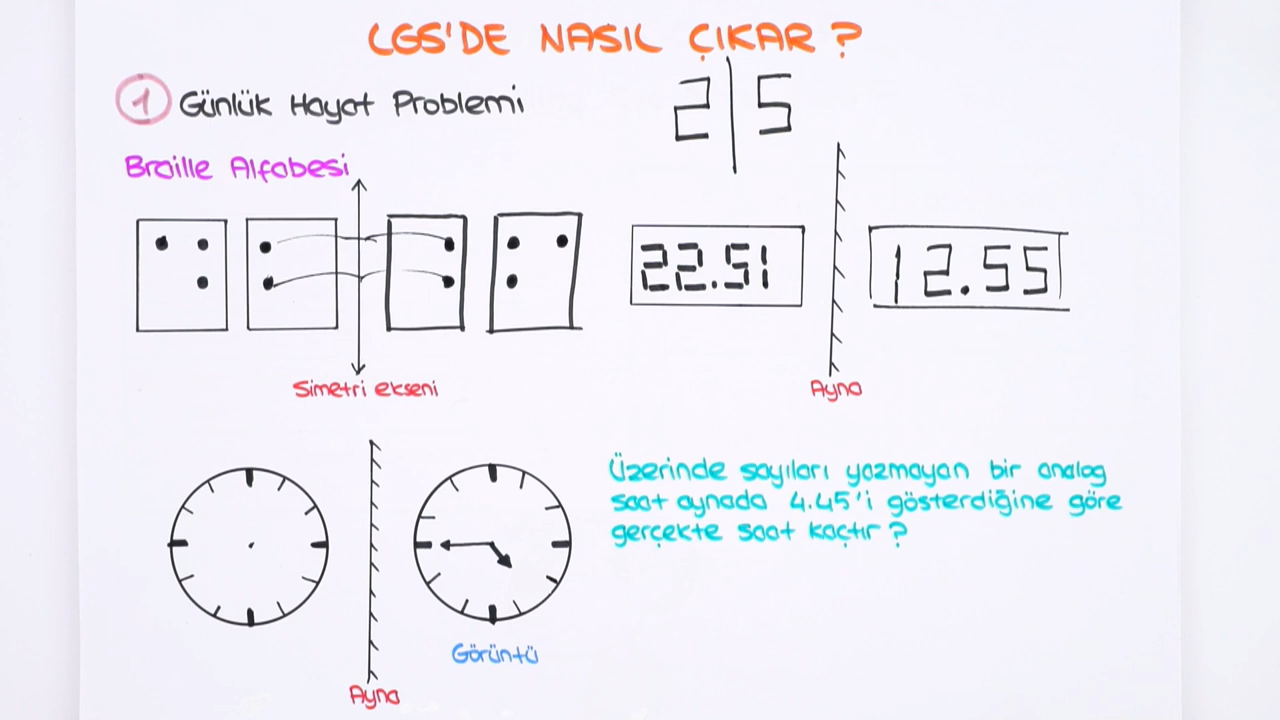 LGS'DE NASIL ÇIKAR ?
1 Günlük Hayat Problemi
2 5
Braille Alfabesi
22.51
12.55
Simetri ekseni
Ayna
Üzerinde sayıları yazmayan bir analog
saat aynada 4.45'i gösterdiğine göre
gerçekte saat kaçtır ?
Görüntü
Ayna